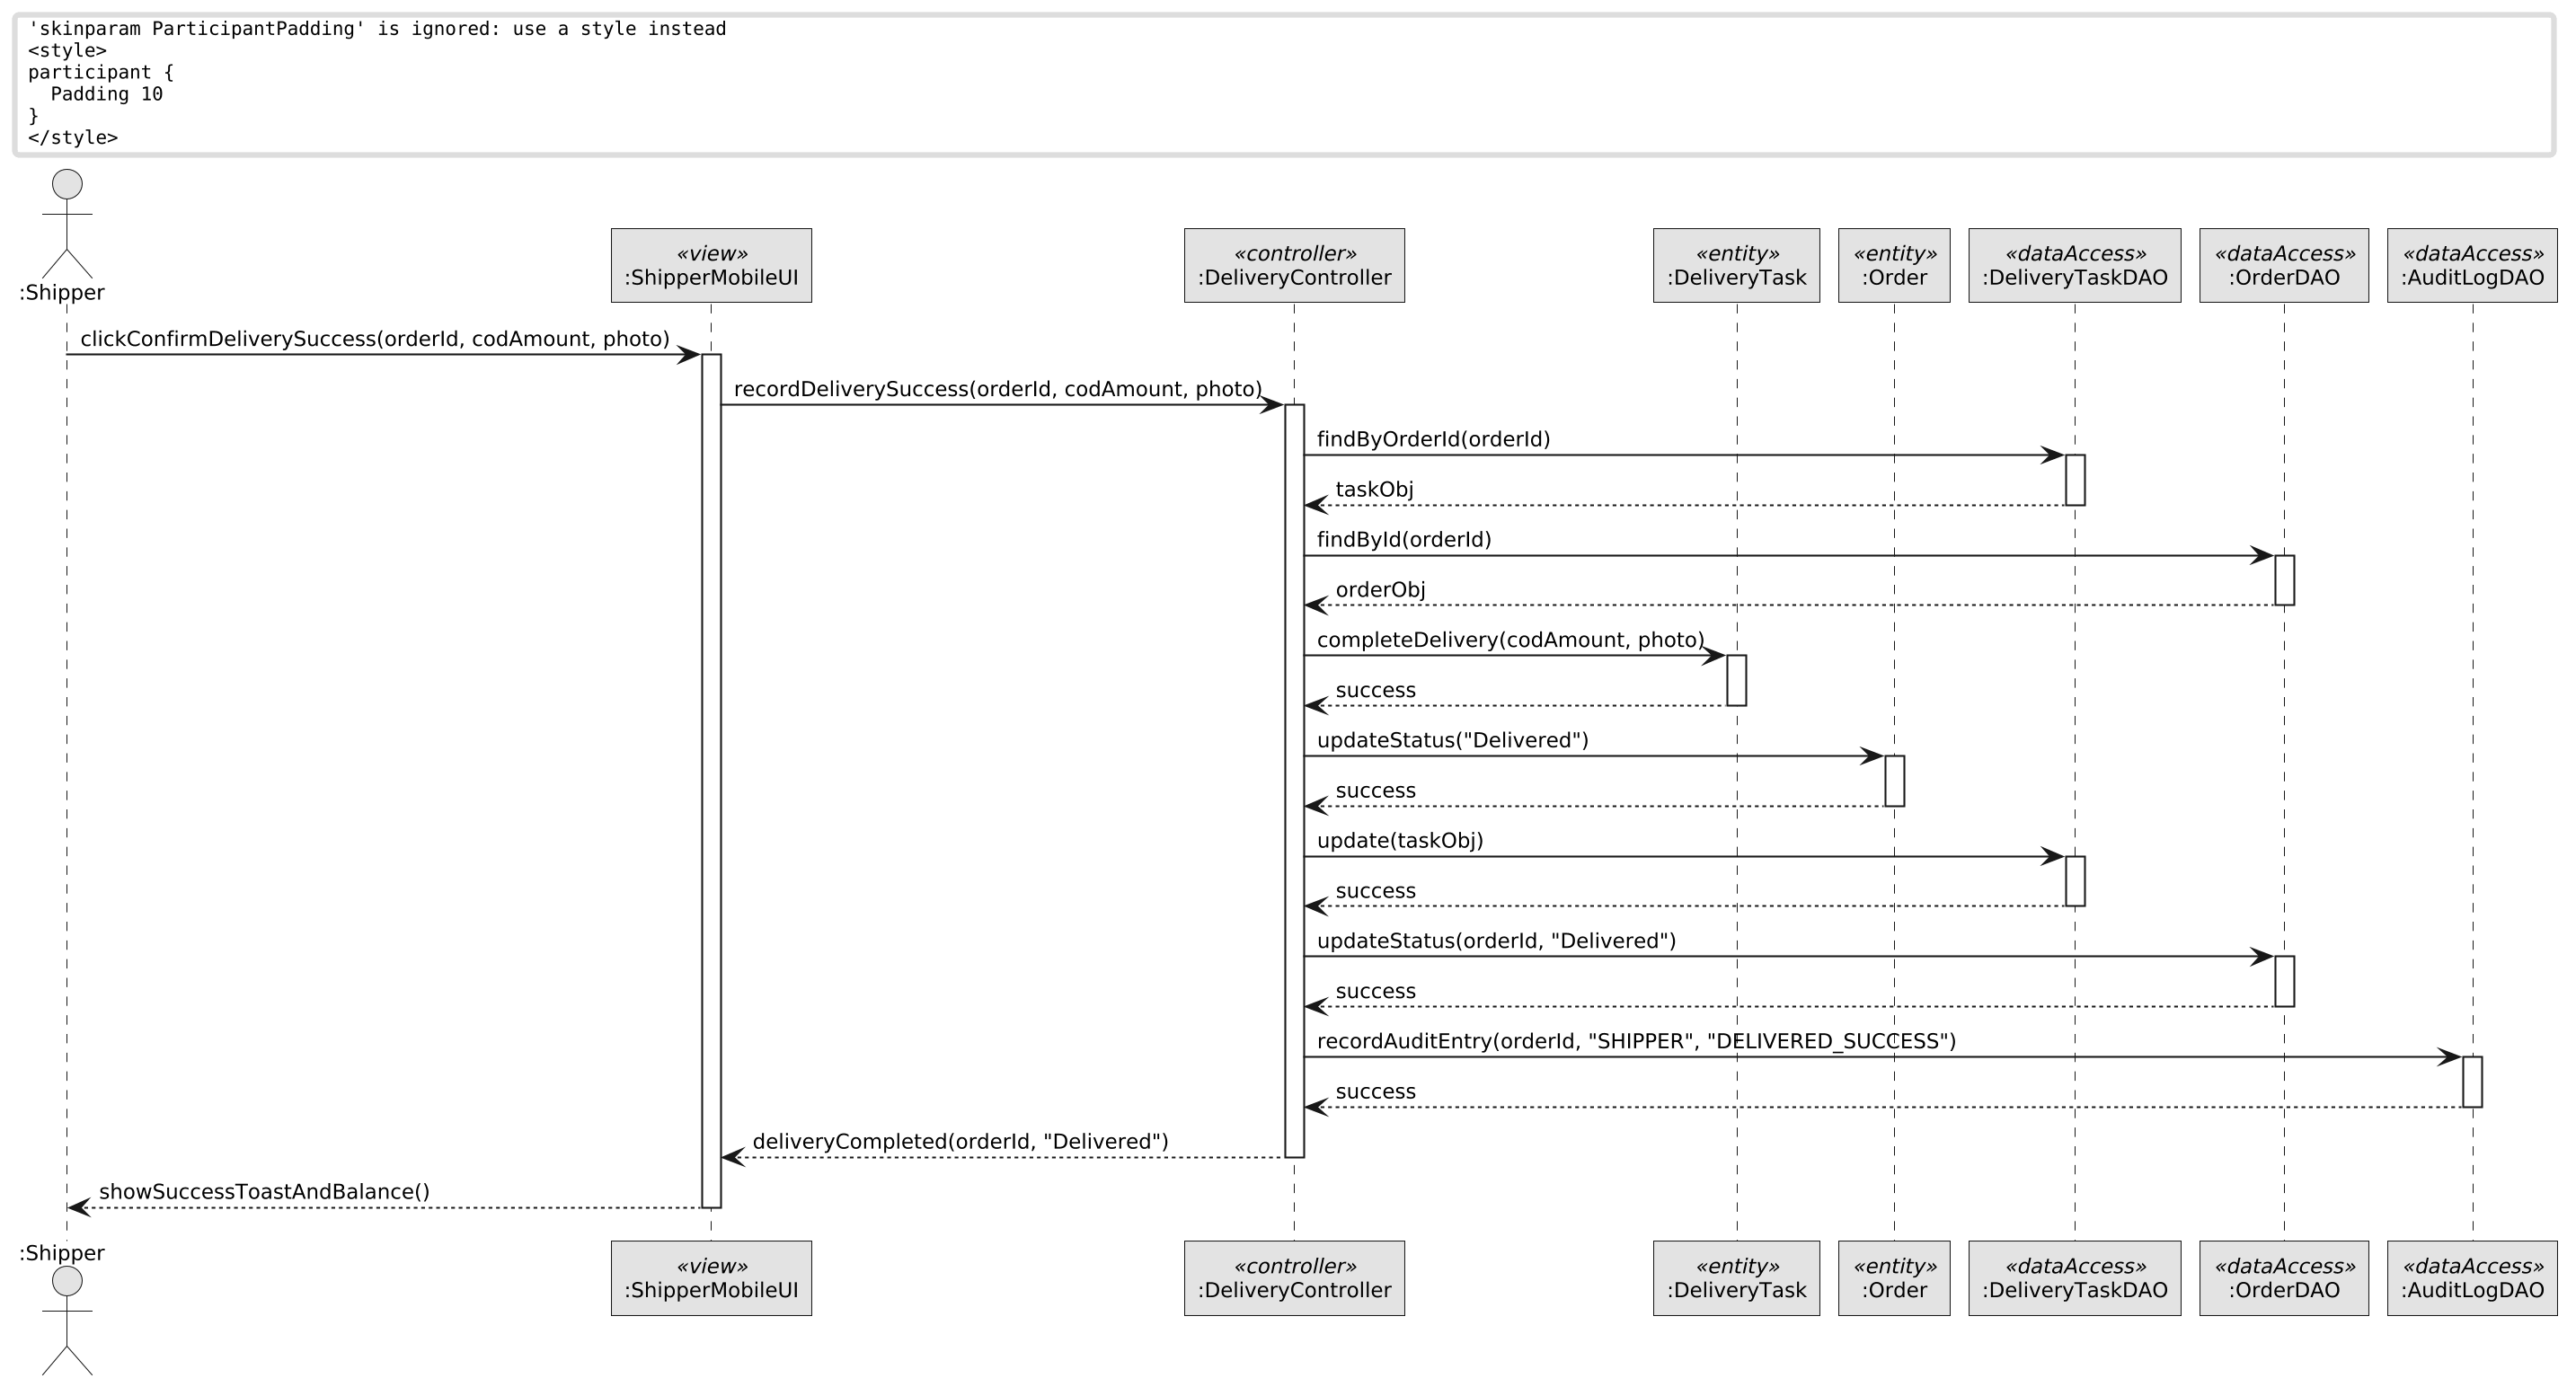 'skinparam ParticipantPadding' is ignored: use a style instead
<style>
participant {
  Padding 10
}
</style>
:Shipper
«view»
:ShipperMobileUI
«controller»
:DeliveryController
«entity»
:DeliveryTask
«entity»
:Order
«dataAccess»
:DeliveryTaskDAO
«dataAccess»
:OrderDAO
«dataAccess»
:AuditLogDAO
clickConfirmDeliverySuccess(orderId, codAmount, photo)
recordDeliverySuccess(orderId, codAmount, photo)
findByOrderId(orderId)
taskObj
findById(orderId)
orderObj
completeDelivery(codAmount, photo)
success
updateStatus("Delivered")
success
update(taskObj)
success
updateStatus(orderId, "Delivered")
success
recordAuditEntry(orderId, "SHIPPER", "DELIVERED_SUCCESS")
success
deliveryCompleted(orderId, "Delivered")
showSuccessToastAndBalance()
:Shipper
«view»
:ShipperMobileUI
«controller»
:DeliveryController
«entity»
:DeliveryTask
«entity»
:Order
«dataAccess»
:DeliveryTaskDAO
«dataAccess»
:OrderDAO
«dataAccess»
:AuditLogDAO